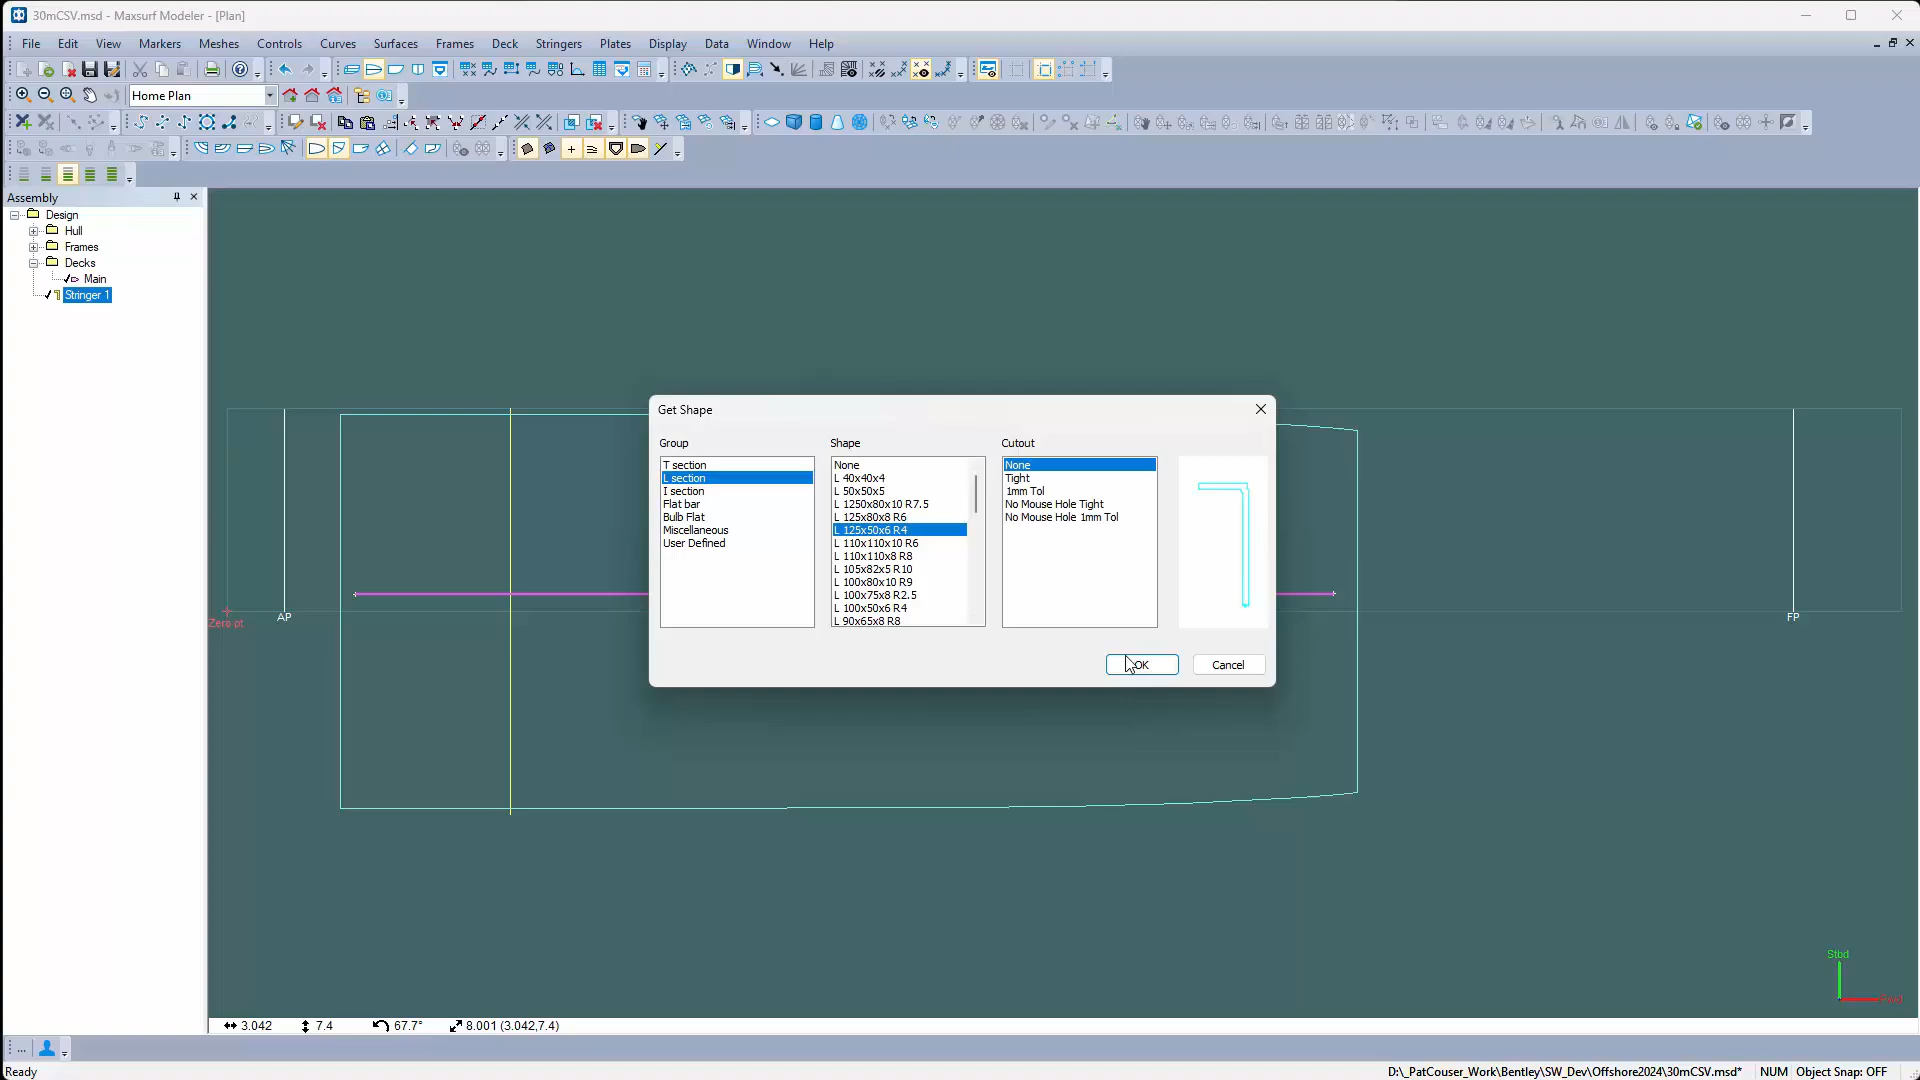 30mCSV.msd - Maxsurf Modeler - [Plan]
File Edit View Markers Meshes Controls Curves Surfaces Frames Deck Stringers Plates Display Data Window Help
Home Plan
Assembly
Design
Hull
Frames
Decks
Main
Stringer 1
Get Shape
Group Shape Cutout
T section
L section
I section
Flat bar
Bulb Flat
Miscellaneous
User Defined
None
L 40x40x4
L 50x50x5
L 1250x80x10 R7.5
L 125x80x8 R6
L 125x50x6 R4
L 110x110x10 R6
L 110x110x8 R8
L 105x82x5 R10
L 100x80x10 R9
L 100x75x8 R2.5
L 100x50x6 R4
L 90x65x8 R8
None
Tight
1mm Tol
No Mouse Hole Tight
No Mouse Hole 1mm Tol
OK Cancel
Zero pt AP FP
Stbd
3.042 7.4 67.7° 8.001 (3.042,7.4)
...
Ready D:\_PatCouser_Work\Bentley\SW_Dev\Offshore2024\30mCSV.msd* NUM Object Snap: OFF